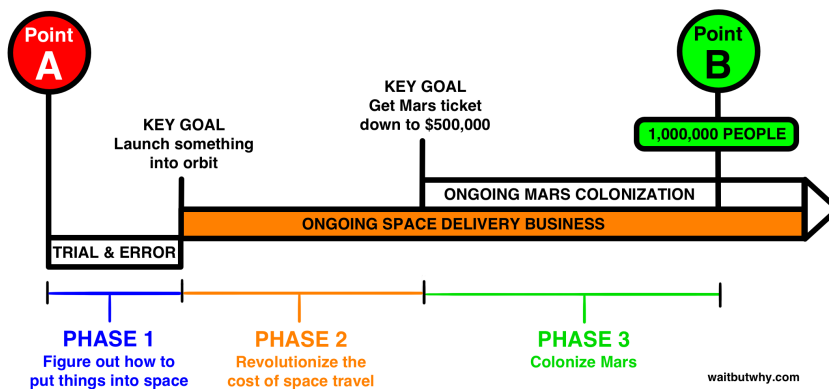 Point
A
Point
B
KEY GOAL
Get Mars ticket
down to $500,000
KEY GOAL
Launch something
into orbit
1,000,000 PEOPLE
ONGOING MARS COLONIZATION
ONGOING SPACE DELIVERY BUSINESS
TRIAL & ERROR
PHASE 1
Figure out how to
put things into space
PHASE 2
Revolutionize the
cost of space travel
PHASE 3
Colonize Mars
waitbutwhy.com